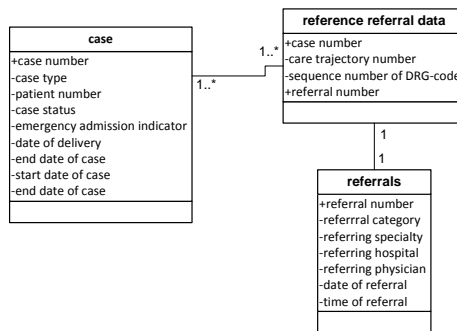 case
+case number
-case type
-patient number
-case status
-emergency admission indicator
-date of delivery
-end date of case
-start date of case
-end date of case
1..*
1..*
reference referral data
+case number
-care trajectory number
-sequence number of DRG-code
+referral number
1
1
referrals
+referral number
-referrral category
-referring specialty
-referring hospital
-referring physician
-date of referral
-time of referral